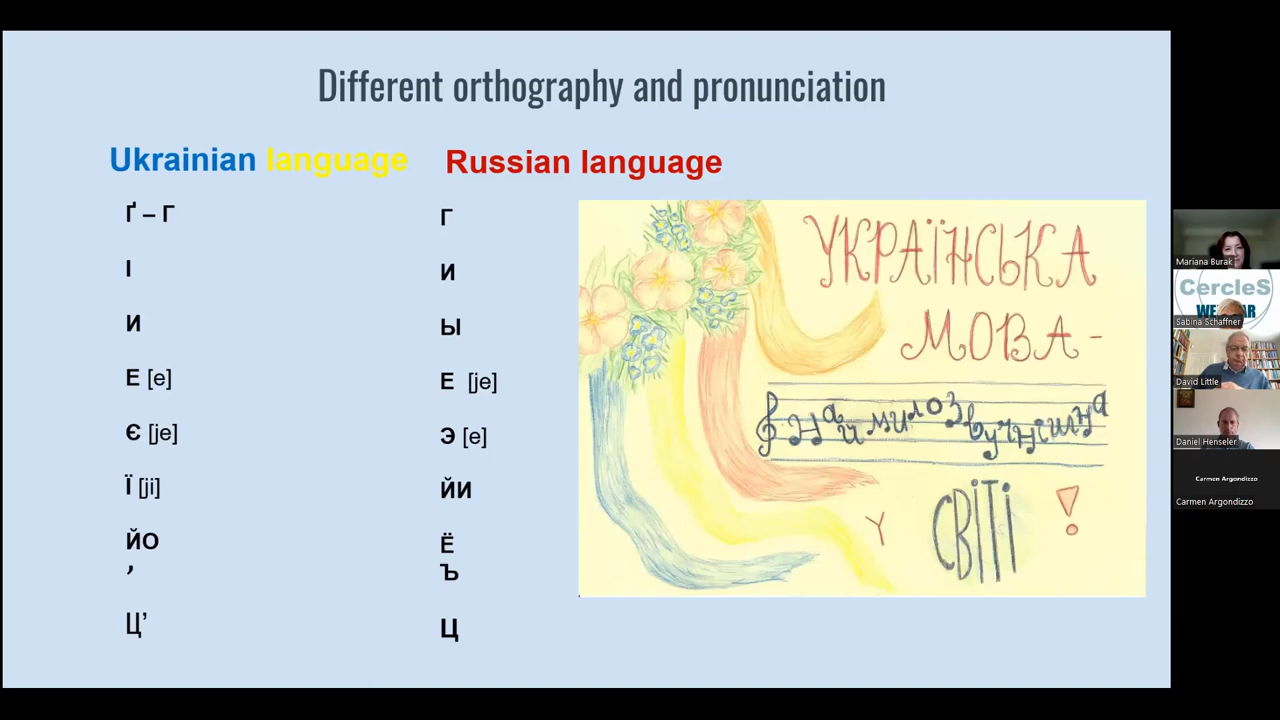 Different orthography and pronunciation
Ukrainian language
Russian language
Ґ – Г
Г
І
И
И
Ы
Е [e]
Е [je]
Є [je]
Э [e]
Ї [ji]
ЙИ
ЙО
Ё
’
Ъ
Ц’
Ц
УКРАЇНСЬКА
МОВА -
Наймилозвучніша
У СВІТІ !
Mariana Burak
CercleS
Sabina Schaffner
David Little
Daniel Henseler
Carmen Argondizzo
Carmen Argondizzo